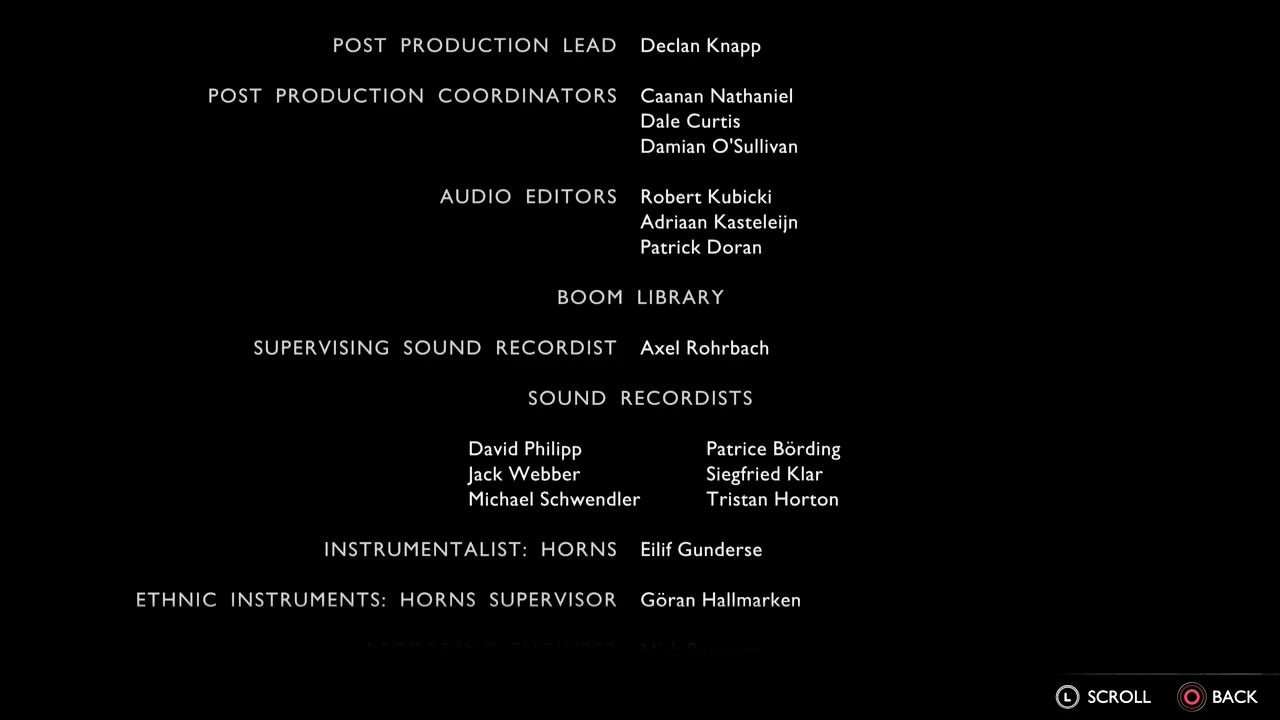 POST PRODUCTION LEAD Declan Knapp
POST PRODUCTION COORDINATORS Caanan Nathaniel
Dale Curtis
Damian O'Sullivan
AUDIO EDITORS Robert Kubicki
Adriaan Kasteleijn
Patrick Doran
BOOM LIBRARY
SUPERVISING SOUND RECORDIST Axel Rohrbach
SOUND RECORDISTS
David Philipp Patrice Börding
Jack Webber Siegfried Klar
Michael Schwendler Tristan Horton
INSTRUMENTALIST: HORNS Eilif Gunderse
ETHNIC INSTRUMENTS: HORNS SUPERVISOR Göran Hallmarken
RECORDING ENGINEER
L SCROLL BACK